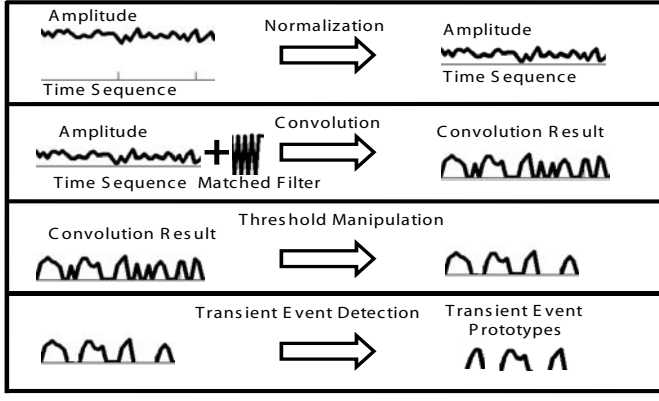 Amplitude
Normalization
Amplitude
Time Sequence
Time Sequence
Amplitude
Convolution
Convolution Result
+
Time Sequence Matched Filter
Threshold Manipulation
Convolution Result
Transient Event Detection
Transient Event
Prototypes